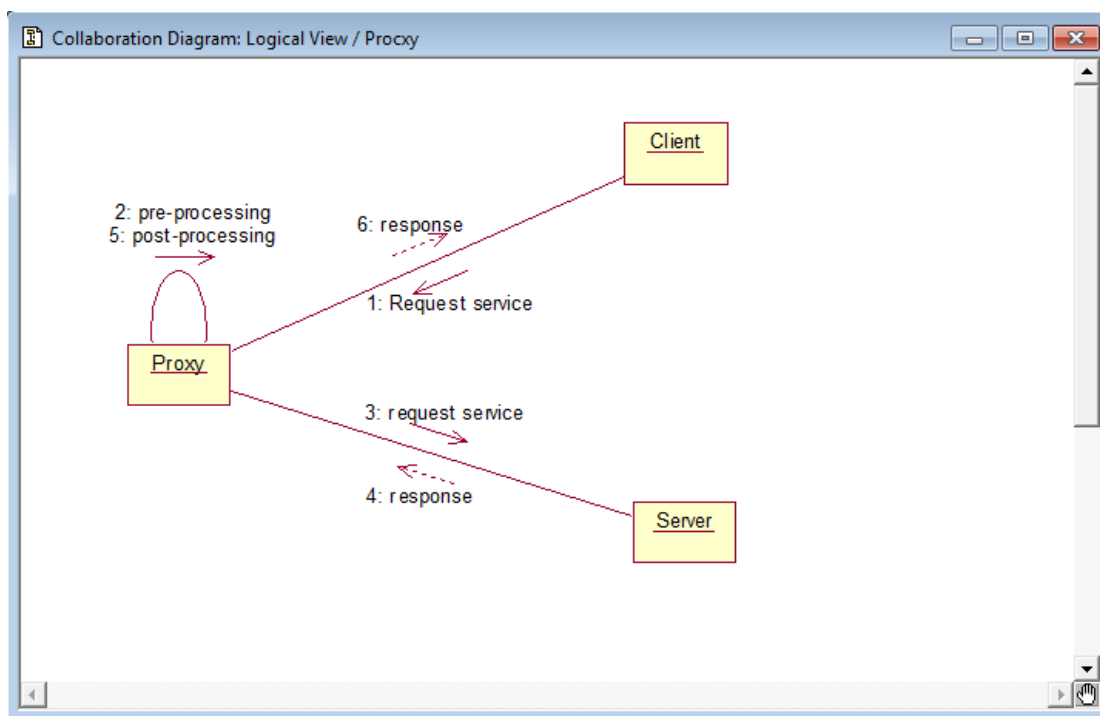 Collaboration Diagram: Logical View / Procxy
Client
2: pre-processing
5: post-processing
6: response
1: Request service
Proxy
3: request service
4: response
Server